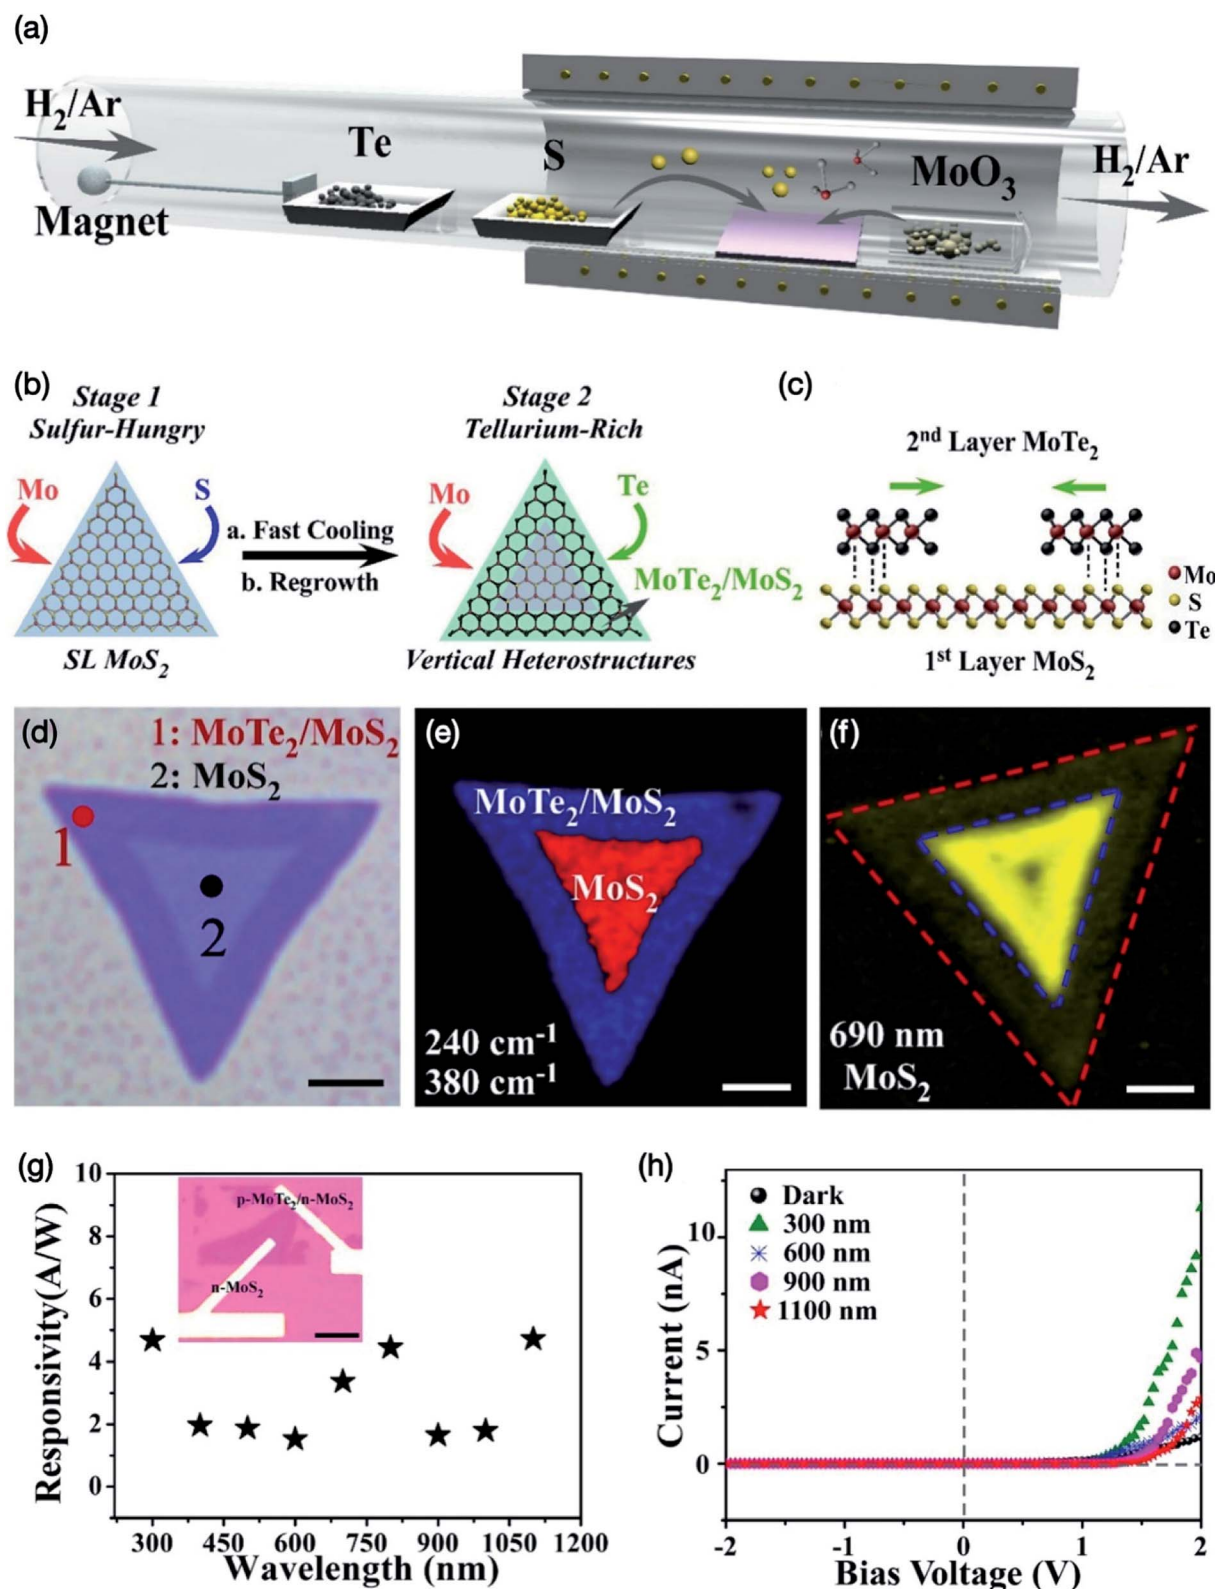 (a)
H₂/Ar
Te
S
MoO₃
H₂/Ar
Magnet
(b)
Stage 1
Sulfur-Hungry
Mo
S
SL MoS₂
a. Fast Cooling
b. Regrowth
Stage 2
Tellurium-Rich
Mo
Te
MoTe₂/MoS₂
Vertical Heterostructures
(c)
2nd Layer MoTe₂
Mo
S
Te
1st Layer MoS₂
(d)
1: MoTe₂/MoS₂
2: MoS₂
1
2
(e)
MoTe₂/MoS₂
MoS₂
240 cm⁻¹
380 cm⁻¹
(f)
690 nm
MoS₂
(g)
Responsivity(A/W)
10
8
6
4
2
0
p-MoTe₂/n-MoS₂
n-MoS₂
300 450 600 750 900 1050 1200
Wavelength (nm)
(h)
Current (nA)
10
5
0
Dark
300 nm
600 nm
900 nm
1100 nm
-2 -1 0 1 2
Bias Voltage (V)